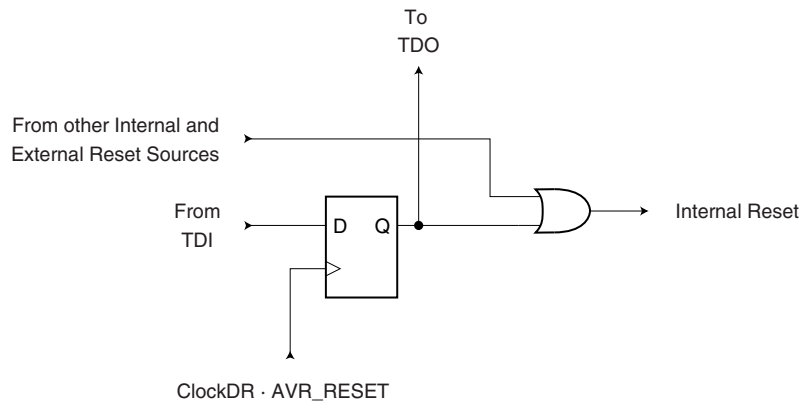 To
TDO
From other Internal and
External Reset Sources
From
TDI
D
Q
Internal Reset
ClockDR · AVR_RESET